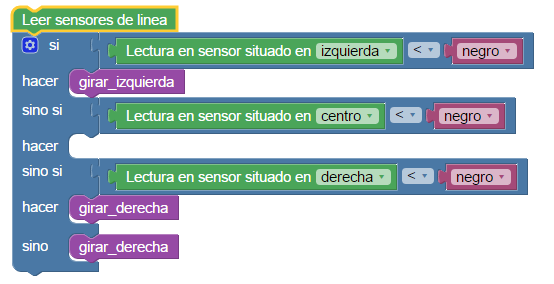 Leer sensores de linea
si Lectura en sensor situado en izquierda < negro
hacer girar_izquierda
sino si Lectura en sensor situado en centro < negro
hacer
sino si Lectura en sensor situado en derecha < negro
hacer girar_derecha
sino girar_derecha